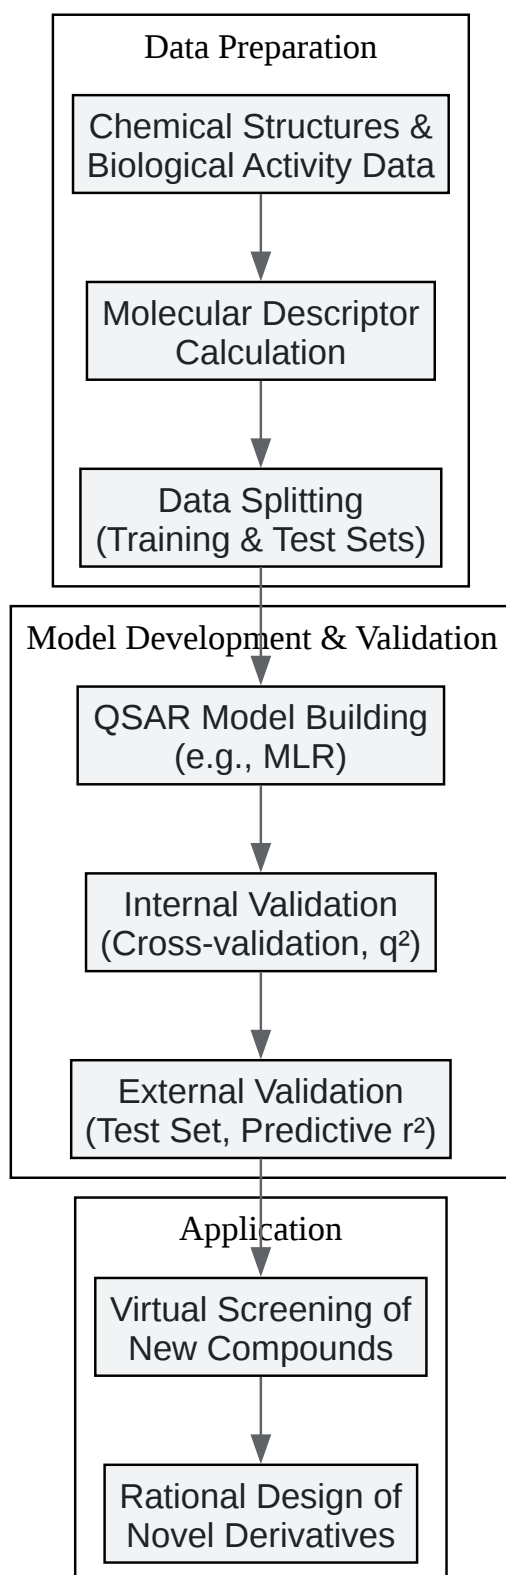 Data Preparation
Chemical Structures &
Biological Activity Data
Molecular Descriptor
Calculation
Data Splitting
(Training & Test Sets)
Model Development & Validation
QSAR Model Building
(e.g., MLR)
Internal Validation
(Cross-validation, q²)
External Validation
(Test Set, Predictive r²)
Application
Virtual Screening of
New Compounds
Rational Design of
Novel Derivatives